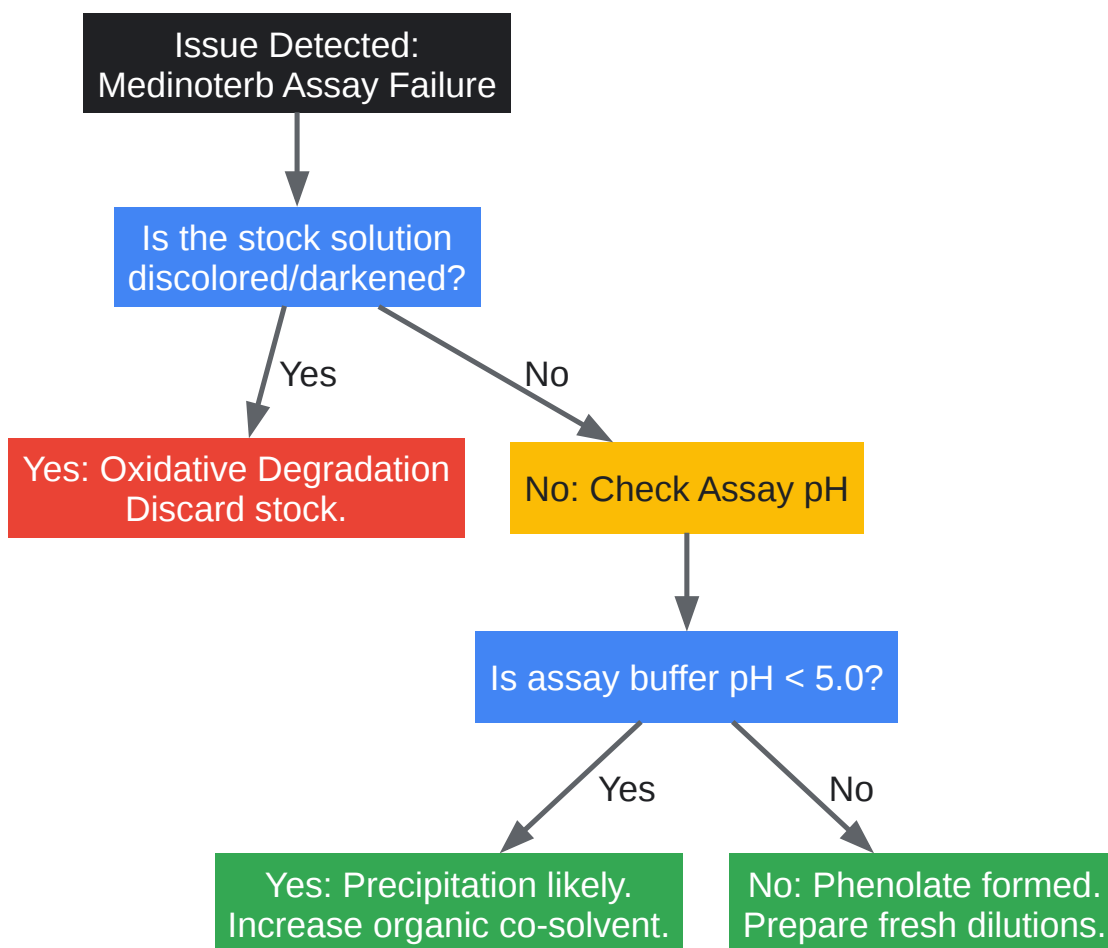 Issue Detected:
Medinoterb Assay Failure
Is the stock solution
discolored/darkened?
Yes
No
Yes: Oxidative Degradation
Discard stock.
No: Check Assay pH
Is assay buffer pH < 5.0?
Yes
No
Yes: Precipitation likely.
Increase organic co-solvent.
No: Phenolate formed.
Prepare fresh dilutions.